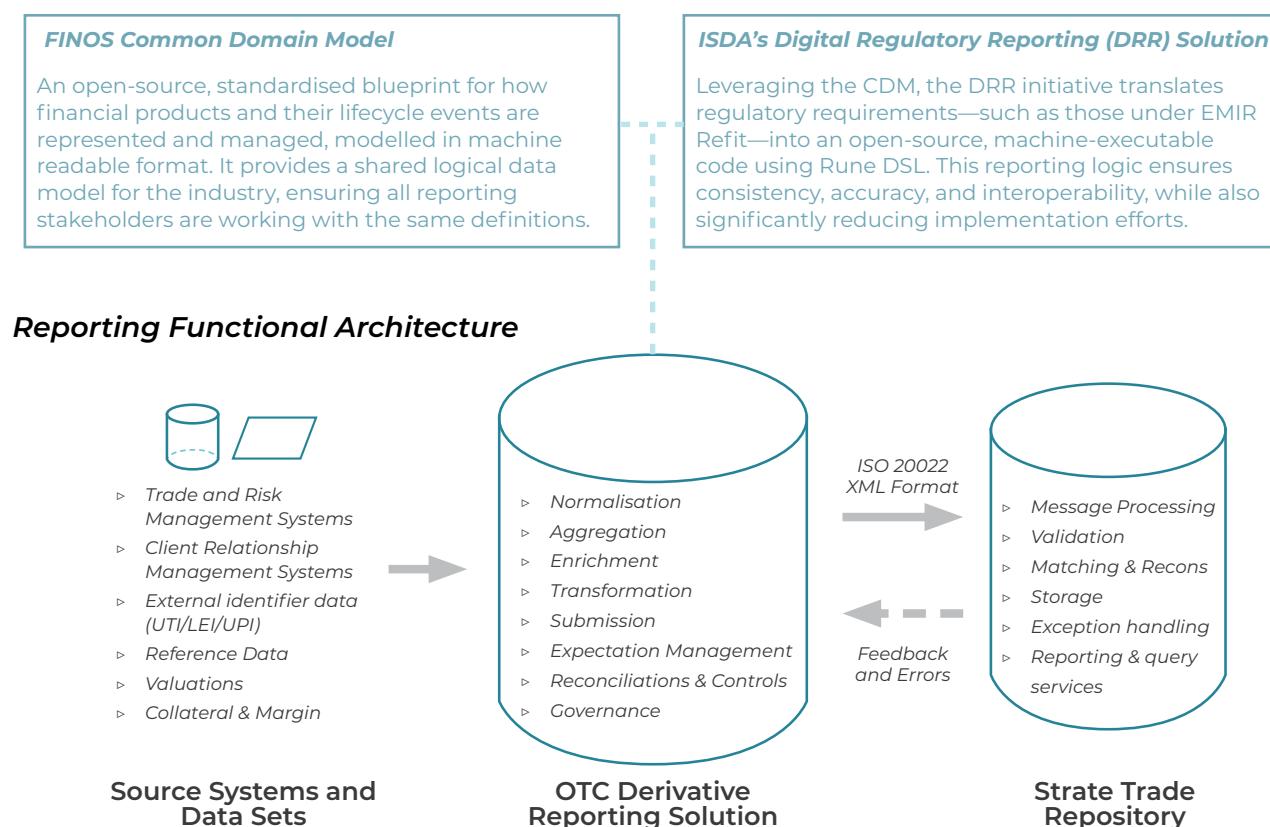 FINOS Common Domain Model
An open-source, standardised blueprint for how
financial products and their lifecycle events are
represented and managed, modelled in machine
readable format. It provides a shared logical data
model for the industry, ensuring all reporting
stakeholders are working with the same definitions.
ISDA’s Digital Regulatory Reporting (DRR) Solution
Leveraging the CDM, the DRR initiative translates
regulatory requirements—such as those under EMIR
Refit—into an open-source, machine-executable
code using Rune DSL. This reporting logic ensures
consistency, accuracy, and interoperability, while also
significantly reducing implementation efforts.
Reporting Functional Architecture
▹ Trade and Risk
Management Systems
▹ Client Relationship
Management Systems
▹ External identifier data
(UTI/LEI/UPI)
▹ Reference Data
▹ Valuations
▹ Collateral & Margin
Source Systems and
Data Sets
▹ Normalisation
▹ Aggregation
▹ Enrichment
▹ Transformation
▹ Submission
▹ Expectation Management
▹ Reconciliations & Controls
▹ Governance
OTC Derivative
Reporting Solution
ISO 20022
XML Format
Feedback
and Errors
▹ Message Processing
▹ Validation
▹ Matching & Recons
▹ Storage
▹ Exception handling
▹ Reporting & query
services
Strate Trade
Repository